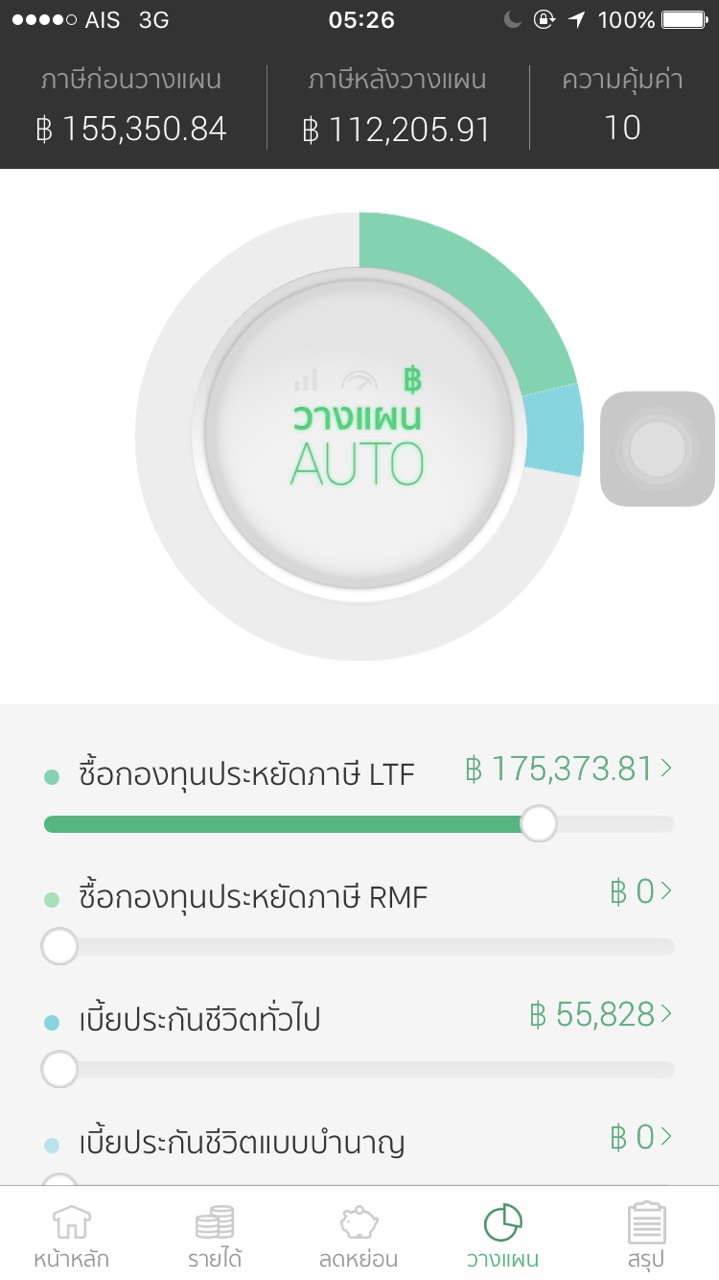 AIS 3G 05:26 100%
ภาษีก่อนวางแผน ภาษีหลังวางแผน ความคุ้มค่า
฿ 155,350.84 ฿ 112,205.91 10
฿
วางแผน
AUTO
ซื้อกองทุนประหยัดภาษี LTF ฿ 175,373.81 >
ซื้อกองทุนประหยัดภาษี RMF ฿ 0 >
เบี้ยประกันชีวิตทั่วไป ฿ 55,828 >
เบี้ยประกันชีวิตแบบบำนาญ ฿ 0 >
หน้าหลัก รายได้ ลดหย่อน วางแผน สรุป